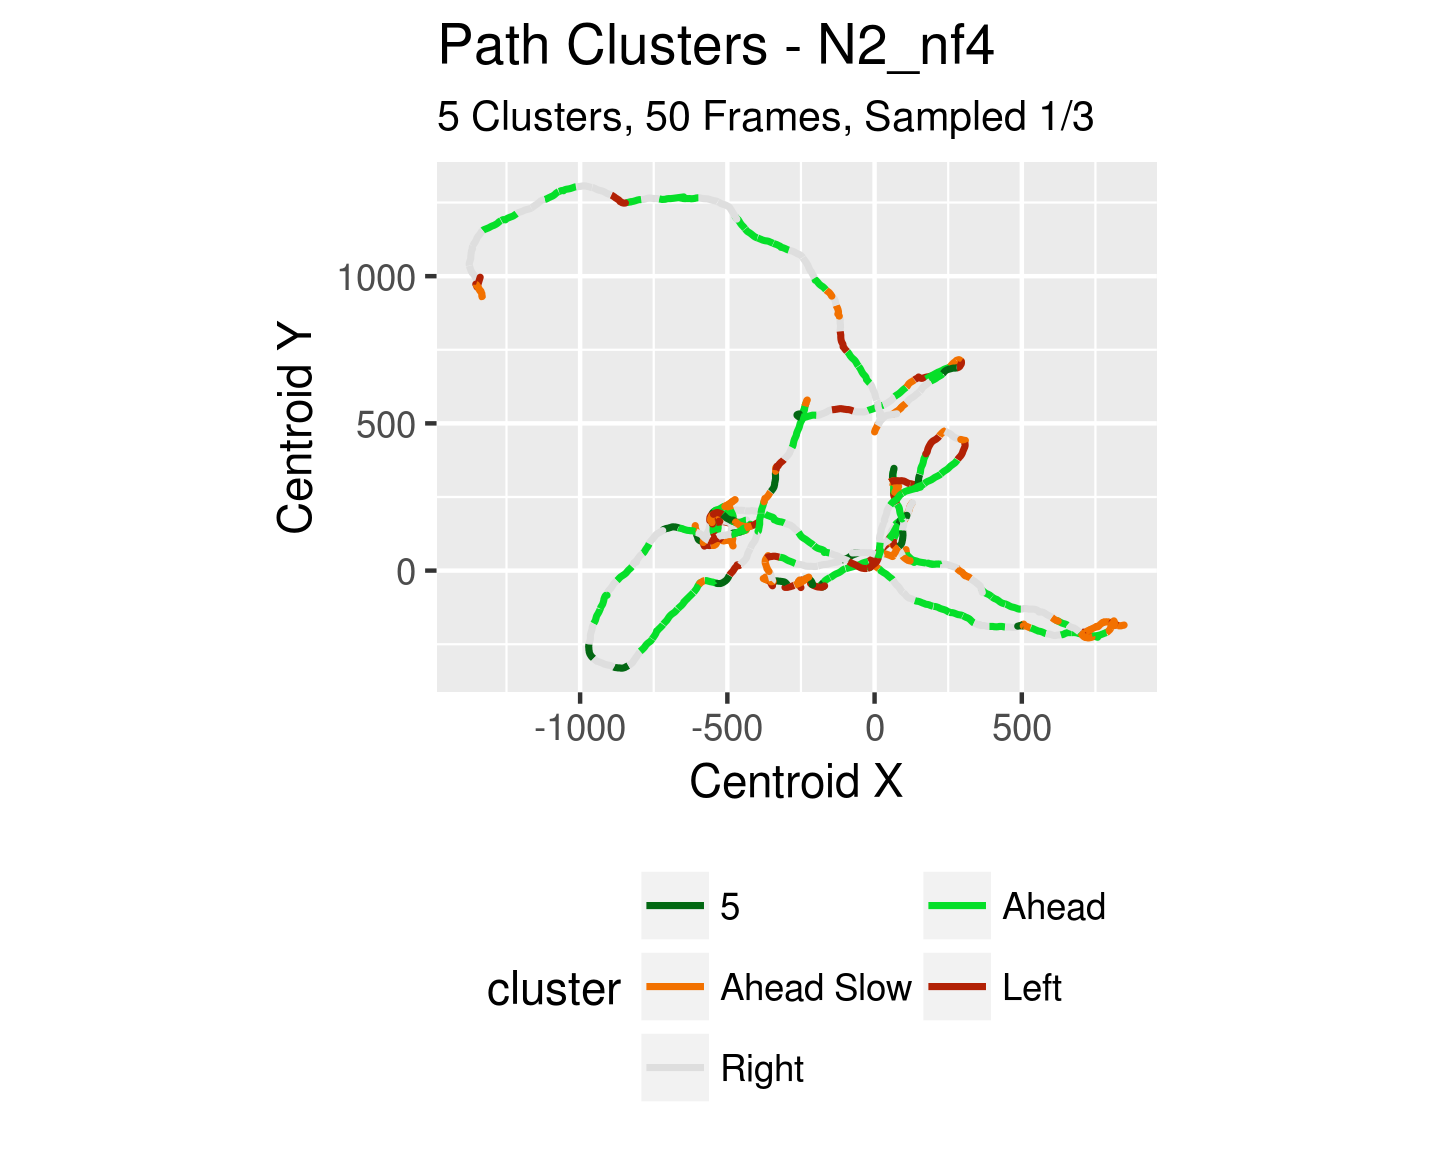 Path Clusters - N2_nf4
5 Clusters, 50 Frames, Sampled 1/3
Centroid Y
1000
500
0
-1000 -500 0 500
Centroid X
cluster
5 Ahead
Ahead Slow Left
Right